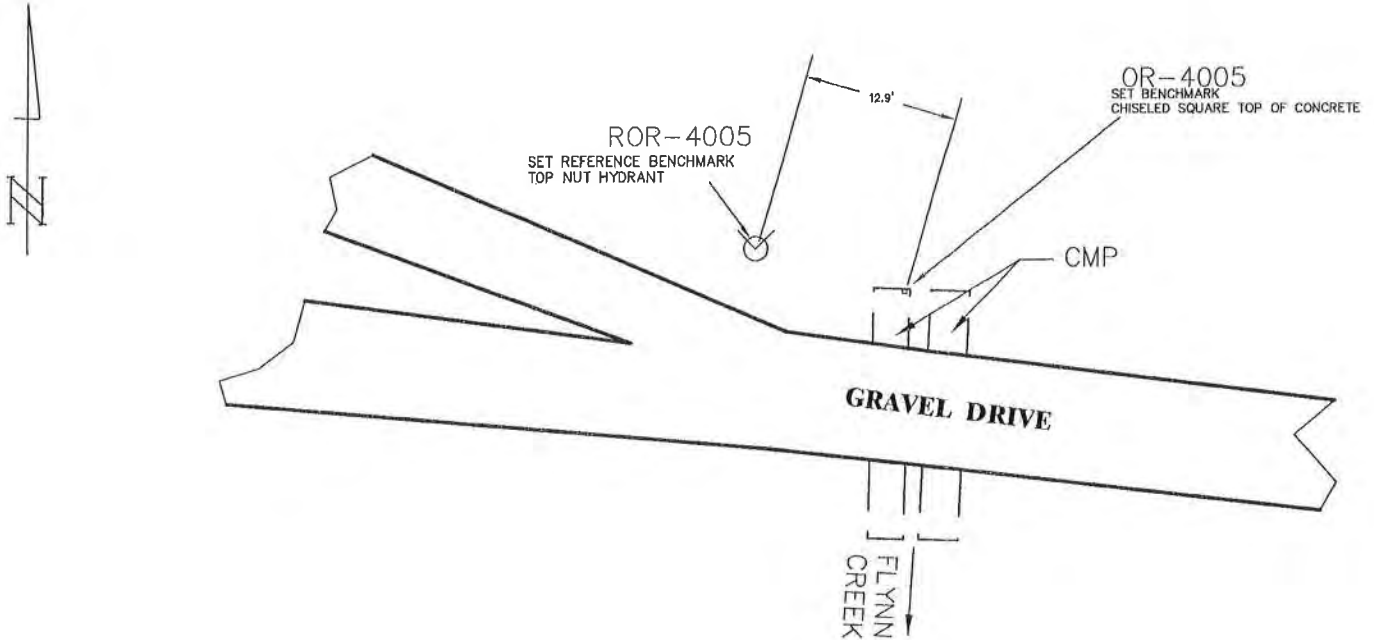 N
12.9'
OR-4005
SET BENCHMARK
CHISELED SQUARE TOP OF CONCRETE
ROR-4005
SET REFERENCE BENCHMARK
TOP NUT HYDRANT
CMP
GRAVEL DRIVE
FLYNN
CREEK